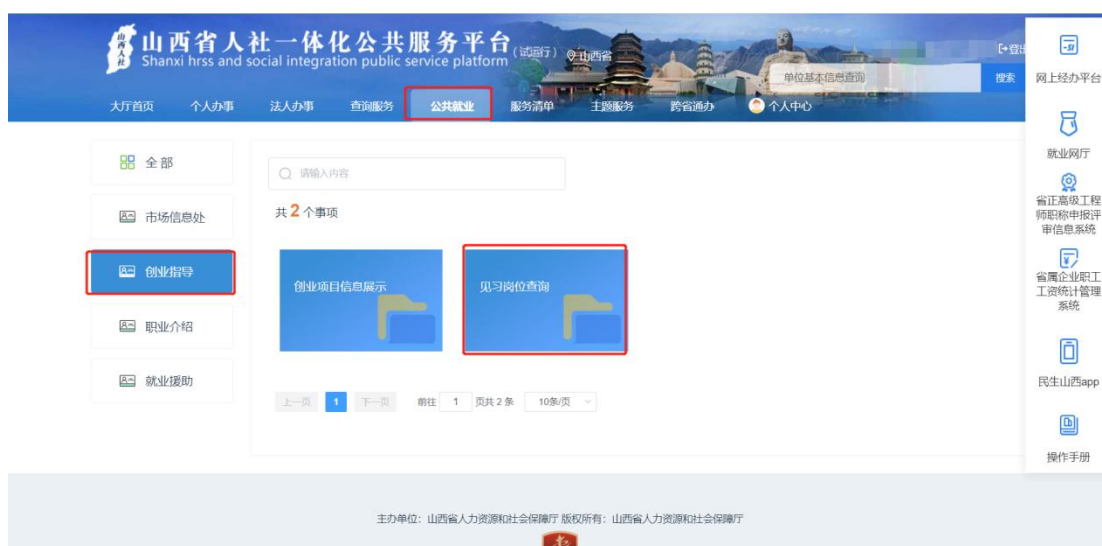 山西人社
山西省人社一体化公共服务平台（试运行） 山西省
Shanxi hrss and social integration public service platform
登出
单位基本信息查询 搜索
大厅首页 个人办事 法人办事 查询服务 公共就业 服务清单 主题服务 跨省通办 个人中心
全部
市场信息处
创业指导
职业介绍
就业援助
请输入内容
共2个事项
创业项目信息展示 见习岗位查询
上一页 1 下一页 前往 1 页共 2 条 10条/页
网上经办平台
就业网厅
省正高级工程
师职称申报评
审信息系统
省属企业职工
工资统计管理
系统
民生山西app
操作手册
主办单位：山西省人力资源和社会保障厅 版权所有：山西省人力资源和社会保障厅